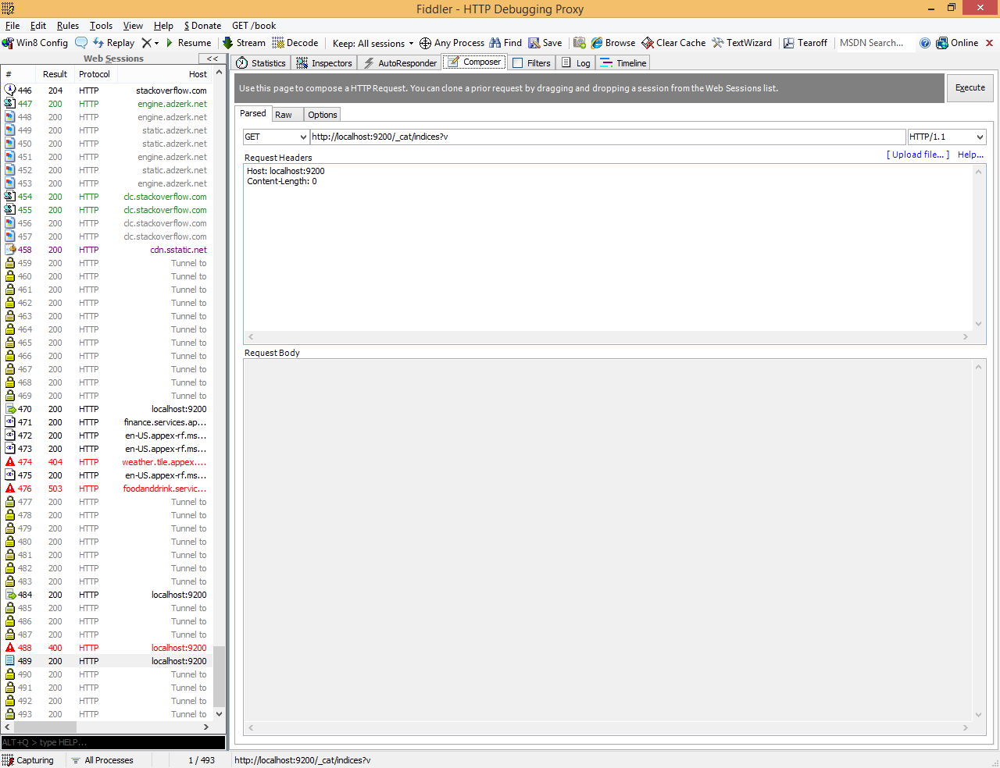 Fiddler - HTTP Debugging Proxy
File Edit Rules Tools View Help $ Donate GET /book
Win8 Config Replay Resume Stream Decode Keep: All sessions Any Process Find Save Browse Clear Cache TextWizard Tearoff MSDN Search... Online
Web Sessions <<
# Result Protocol Host
446 200 HTTP stackoverflow.com
447 200 HTTP engine.adzerk.net
448 200 HTTP engine.adzerk.net
449 200 HTTP static.adzerk.net
450 200 HTTP static.adzerk.net
451 200 HTTP engine.adzerk.net
452 200 HTTP static.adzerk.net
453 200 HTTP engine.adzerk.net
454 200 HTTP clc.stackoverflow.com
455 200 HTTP clc.stackoverflow.com
456 200 HTTP clc.stackoverflow.com
457 200 HTTP clc.stackoverflow.com
458 200 HTTP cdn.sstatic.net
459 200 HTTP Tunnel to
460 200 HTTP Tunnel to
461 200 HTTP Tunnel to
462 200 HTTP Tunnel to
463 200 HTTP Tunnel to
464 200 HTTP Tunnel to
465 200 HTTP Tunnel to
466 200 HTTP Tunnel to
467 200 HTTP Tunnel to
468 200 HTTP Tunnel to
469 200 HTTP Tunnel to
470 200 HTTP localhost:9200
471 200 HTTP finance.services.ap...
472 200 HTTP en-US.appex-rf.ms...
473 200 HTTP en-US.appex-rf.ms...
474 404 HTTP weather.tile.appex....
475 200 HTTP en-US.appex-rf.ms...
476 503 HTTP foodanddrink.servic...
477 200 HTTP Tunnel to
478 200 HTTP Tunnel to
479 200 HTTP Tunnel to
480 200 HTTP Tunnel to
481 200 HTTP Tunnel to
482 200 HTTP Tunnel to
483 200 HTTP Tunnel to
484 200 HTTP localhost:9200
485 200 HTTP Tunnel to
486 200 HTTP Tunnel to
487 200 HTTP Tunnel to
488 400 HTTP localhost:9200
489 200 HTTP localhost:9200
490 200 HTTP Tunnel to
491 200 HTTP Tunnel to
492 200 HTTP Tunnel to
493 200 HTTP Tunnel to
ALT+Q > type HELP...
Statistics Inspectors AutoResponder Composer Filters Log Timeline
Use this page to compose a HTTP Request. You can clone a prior request by dragging and dropping a session from the Web Sessions list.
Execute
Parsed Raw Options
GET http://localhost:9200/_cat/indices?v HTTP/1.1
Request Headers [ Upload file... ] Help...
Host: localhost:9200
Content-Length: 0
Request Body
Capturing All Processes 1 / 493 http://localhost:9200/_cat/indices?v